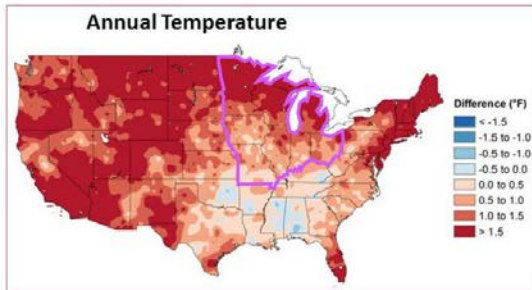 Annual Temperature
Difference (°F)
< -1.5
-1.5 to -1.0
-0.5 to -1.0
-0.5 to 0.0
0.0 to 0.5
0.5 to 1.0
1.0 to 1.5
> 1.5